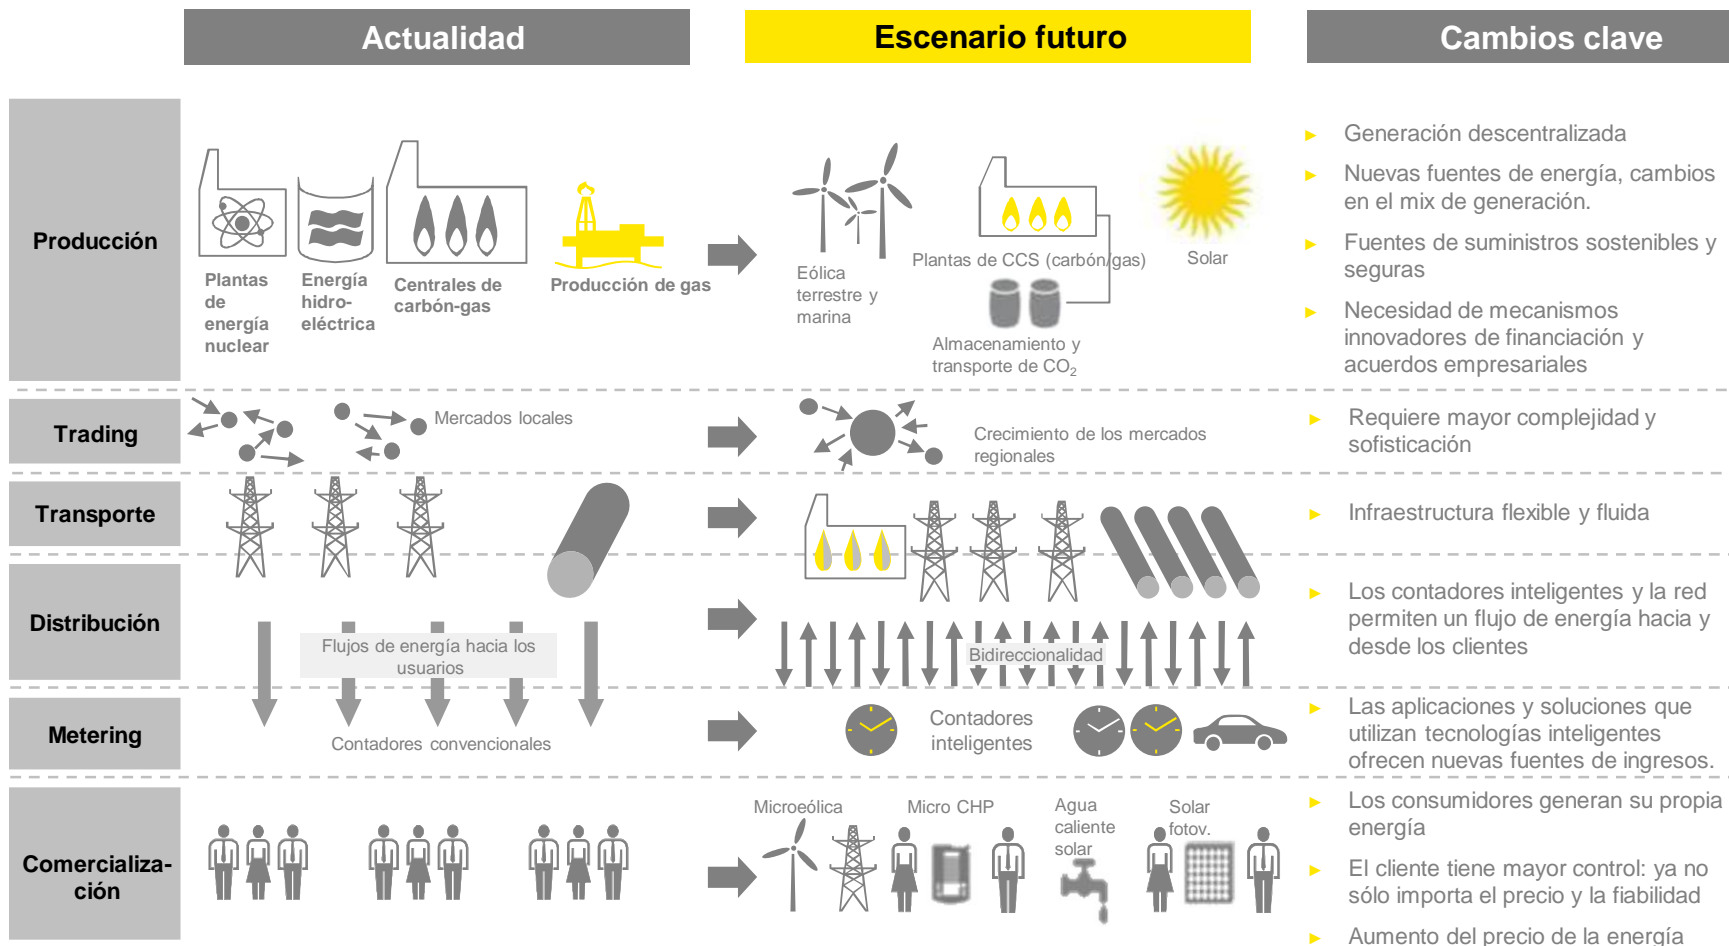 Actualidad
Escenario futuro
Cambios clave
Producción
Plantas
de
energía
nuclear
Energía
hidro-
eléctrica
Centrales de
carbón-gas
Producción de gas
Eólica
terrestre y
marina
Plantas de CCS (carbón/gas)
Almacenamiento y
transporte de CO₂
Solar
► Generación descentralizada
► Nuevas fuentes de energía, cambios
en el mix de generación.
► Fuentes de suministros sostenibles y
seguras
► Necesidad de mecanismos
innovadores de financiación y
acuerdos empresariales
Trading
Mercados locales
Crecimiento de los mercados
regionales
► Requiere mayor complejidad y
sofisticación
Transporte
► Infraestructura flexible y fluida
Distribución
Flujos de energía hacia los
usuarios
Bidireccionalidad
► Los contadores inteligentes y la red
permiten un flujo de energía hacia y
desde los clientes
Metering
Contadores convencionales
Contadores
inteligentes
► Las aplicaciones y soluciones que
utilizan tecnologías inteligentes
ofrecen nuevas fuentes de ingresos.
Comercializa-
ción
Microeólica
Micro CHP
Agua
caliente
solar
Solar
fotov.
► Los consumidores generan su propia
energía
► El cliente tiene mayor control: ya no
sólo importa el precio y la fiabilidad
► Aumento del precio de la energía